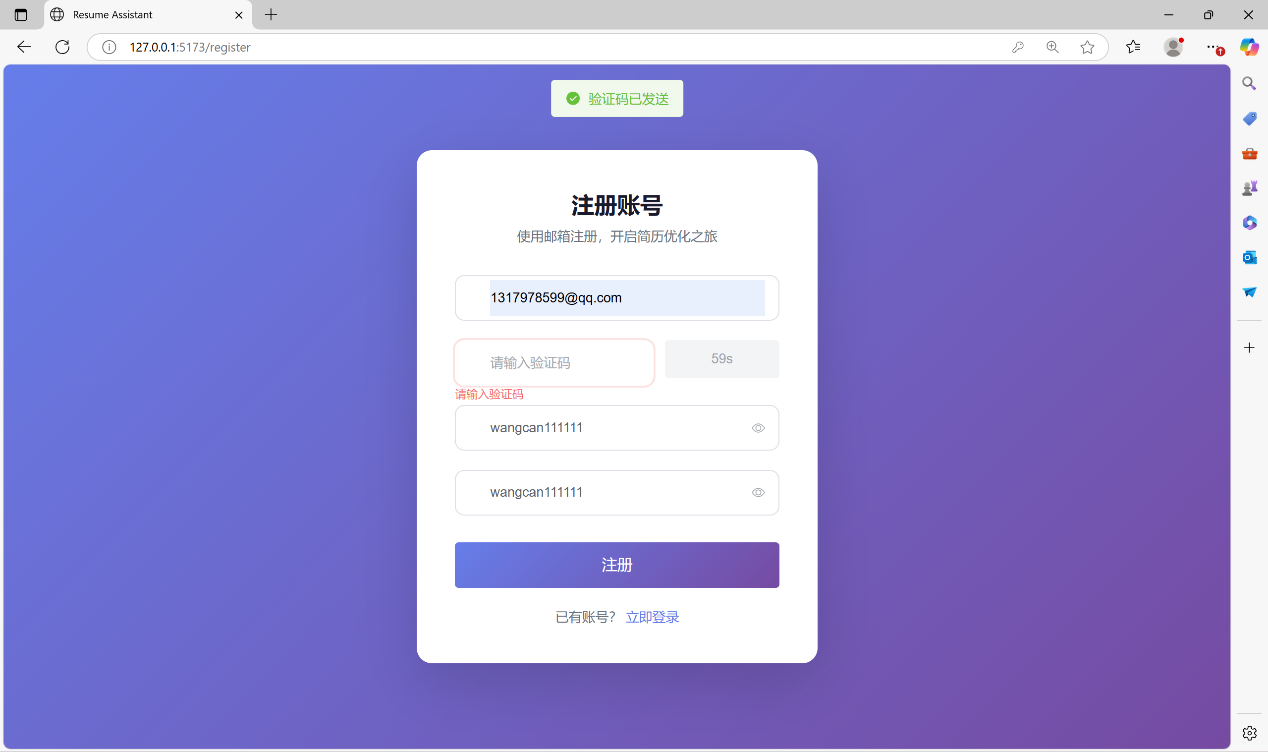 Resume Assistant
127.0.0.1:5173/register
1
验证码已发送
注册账号
使用邮箱注册，开启简历优化之旅
1317978599@qq.com
请输入验证码 59s
请输入验证码
wangcan111111
wangcan111111
注册
已有账号？ 立即登录